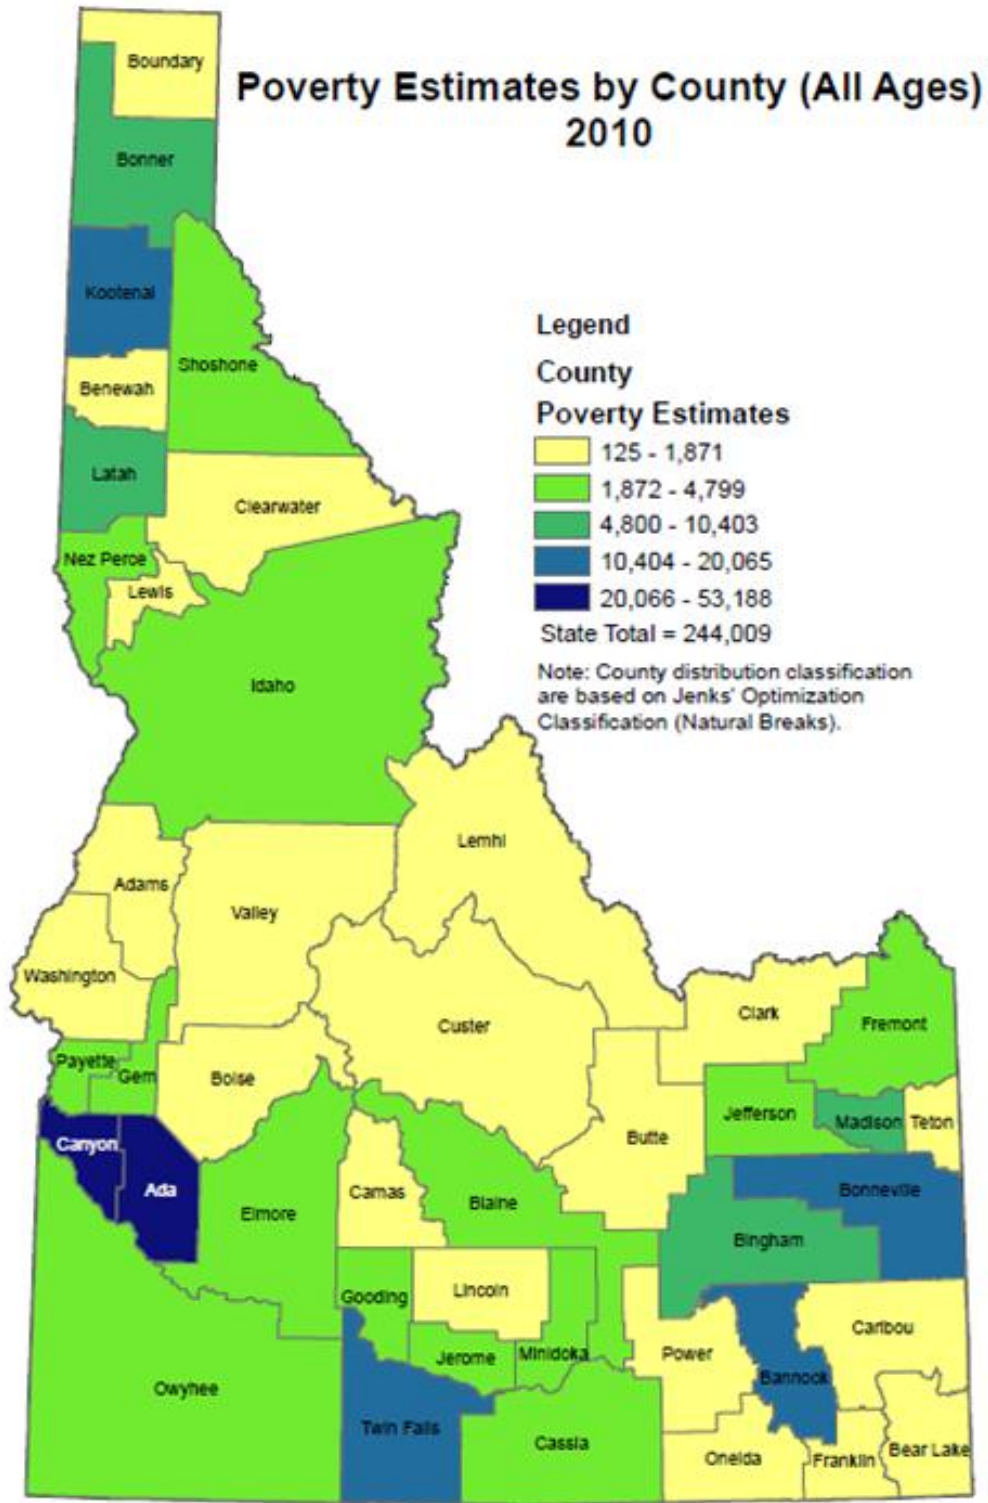 Boundary
Poverty Estimates by County (All Ages)
2010
Bonner
Kootenai
Legend
County
Poverty Estimates
125 - 1,871
1,872 - 4,799
4,800 - 10,403
10,404 - 20,065
20,066 - 53,188
State Total = 244,009
Note: County distribution classification
are based on Jenks' Optimization
Classification (Natural Breaks).
Shoshone
Benewah
Latah
Clearwater
Nez Perce
Lewis
Idaho
Lemhi
Adams
Valley
Washington
Custer
Clark
Fremont
Payette
Gem
Boise
Jefferson
Madison
Teton
Canyon
Butte
Ada
Camas
Blaine
Bonneville
Elmore
Bingham
Gooding
Lincoln
Caribou
Jerome
Minidoka
Power
Bannock
Owyhee
Twin Falls
Cassia
Oneida
Franklin
Bear Lake